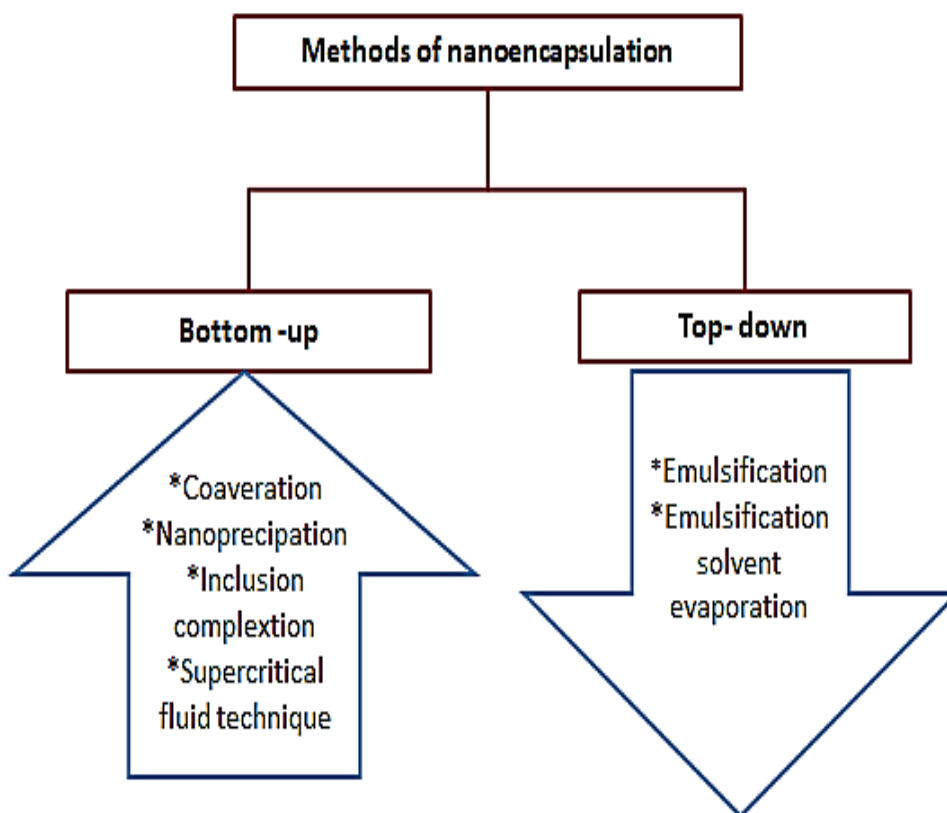 Methods of nanoencapsulation
Bottom -up
Top- down
*Coaveration
*Nanoprecipation
*Inclusion
complextion
*Supercritical
fluid technique
*Emulsification
*Emulsification
solvent
evaporation